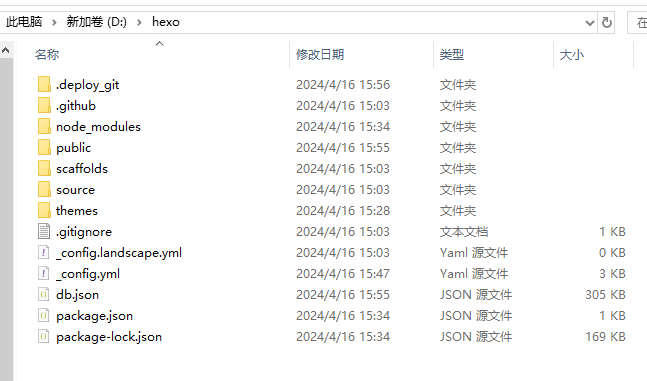 此电脑 > 新加卷 (D:) > hexo
名称 修改日期 类型 大小
.deploy_git 2024/4/16 15:56 文件夹
.github 2024/4/16 15:03 文件夹
node_modules 2024/4/16 15:34 文件夹
public 2024/4/16 15:55 文件夹
scaffolds 2024/4/16 15:03 文件夹
source 2024/4/16 15:03 文件夹
themes 2024/4/16 15:28 文件夹
.gitignore 2024/4/16 15:03 文本文档 1 KB
_config.landscape.yml 2024/4/16 15:03 Yaml 源文件 0 KB
_config.yml 2024/4/16 15:47 Yaml 源文件 3 KB
db.json 2024/4/16 15:55 JSON 源文件 305 KB
package.json 2024/4/16 15:34 JSON 源文件 1 KB
package-lock.json 2024/4/16 15:34 JSON 源文件 169 KB